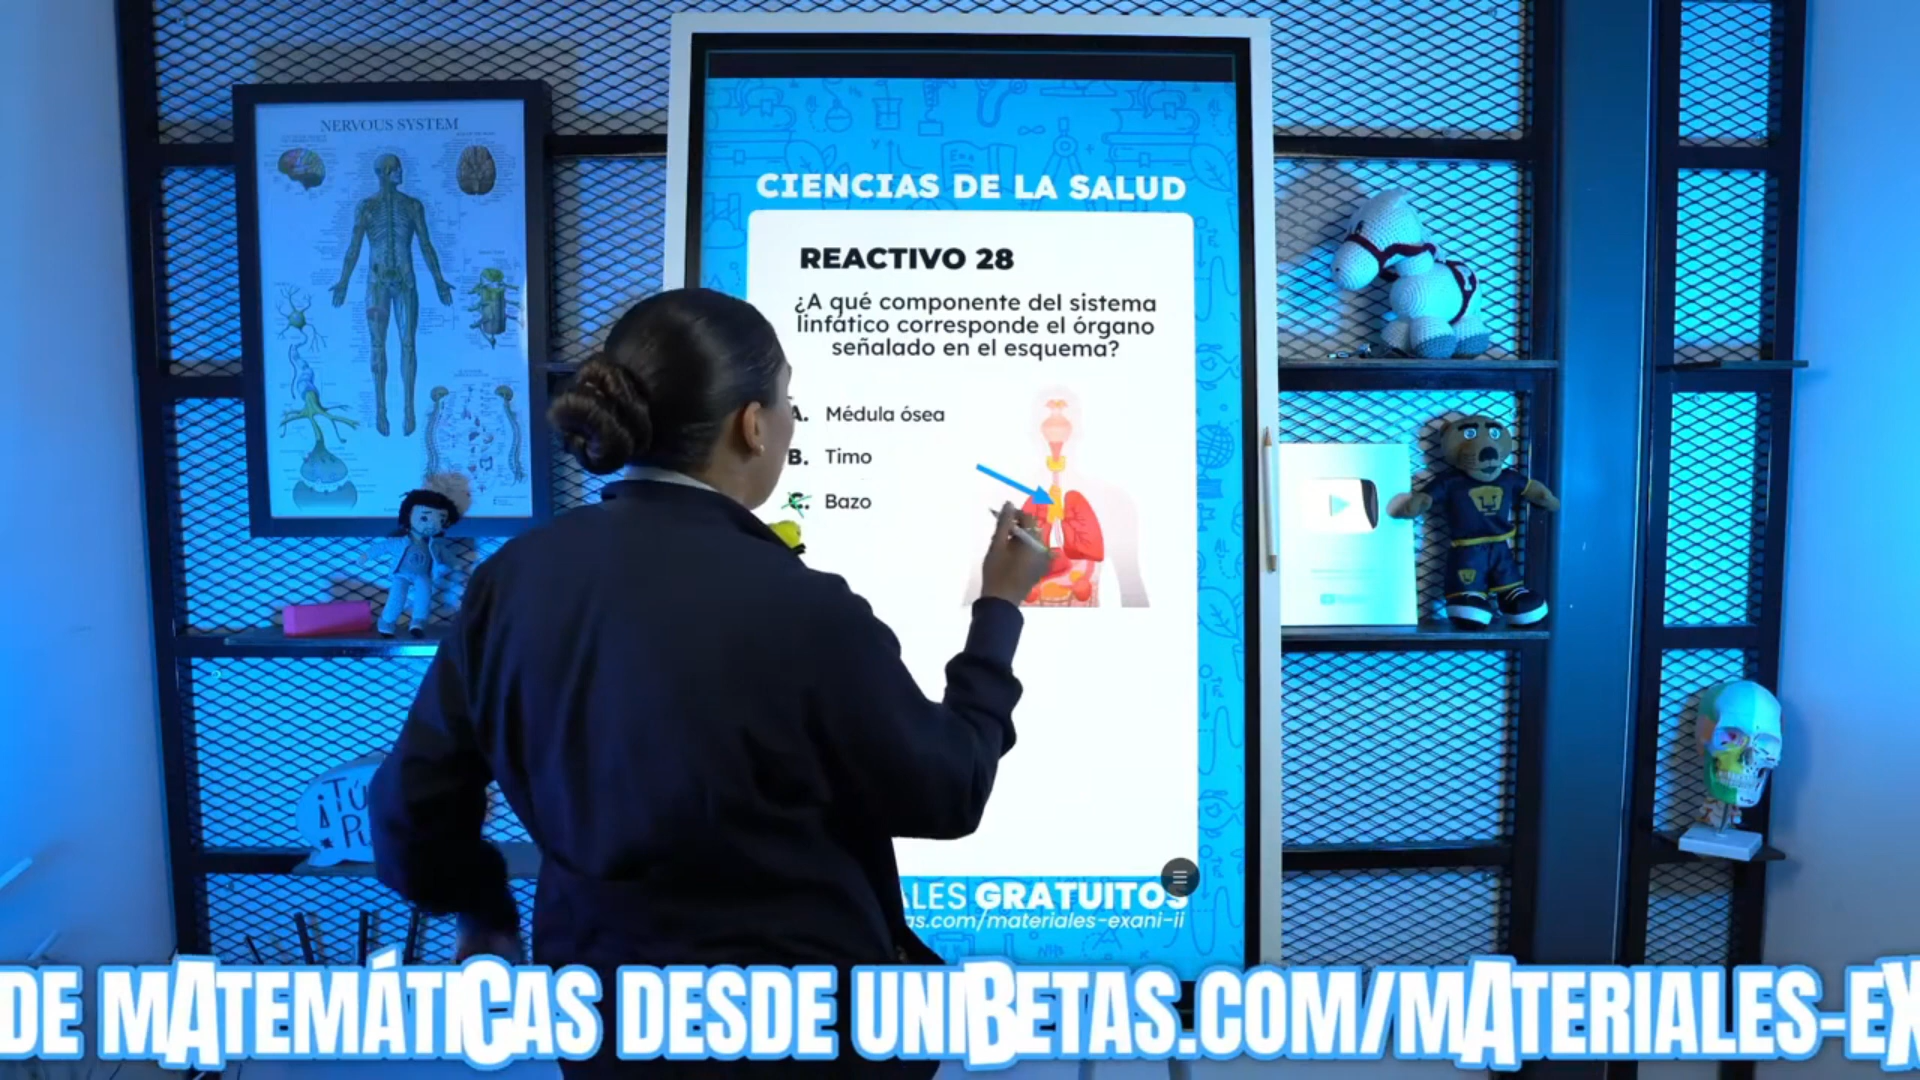 NERVOUS SYSTEM
CIENCIAS DE LA SALUD
REACTIVO 28
¿A qué componente del sistema
linfático corresponde el órgano
señalado en el esquema?
A. Médula ósea
B. Timo
C. Bazo
¡TÚ
ALES GRATUITOS
as.com/materiales-exani-ii
DE MATEMÁTICAS DESDE UNIBETAS.COM/MATERIALES-EX